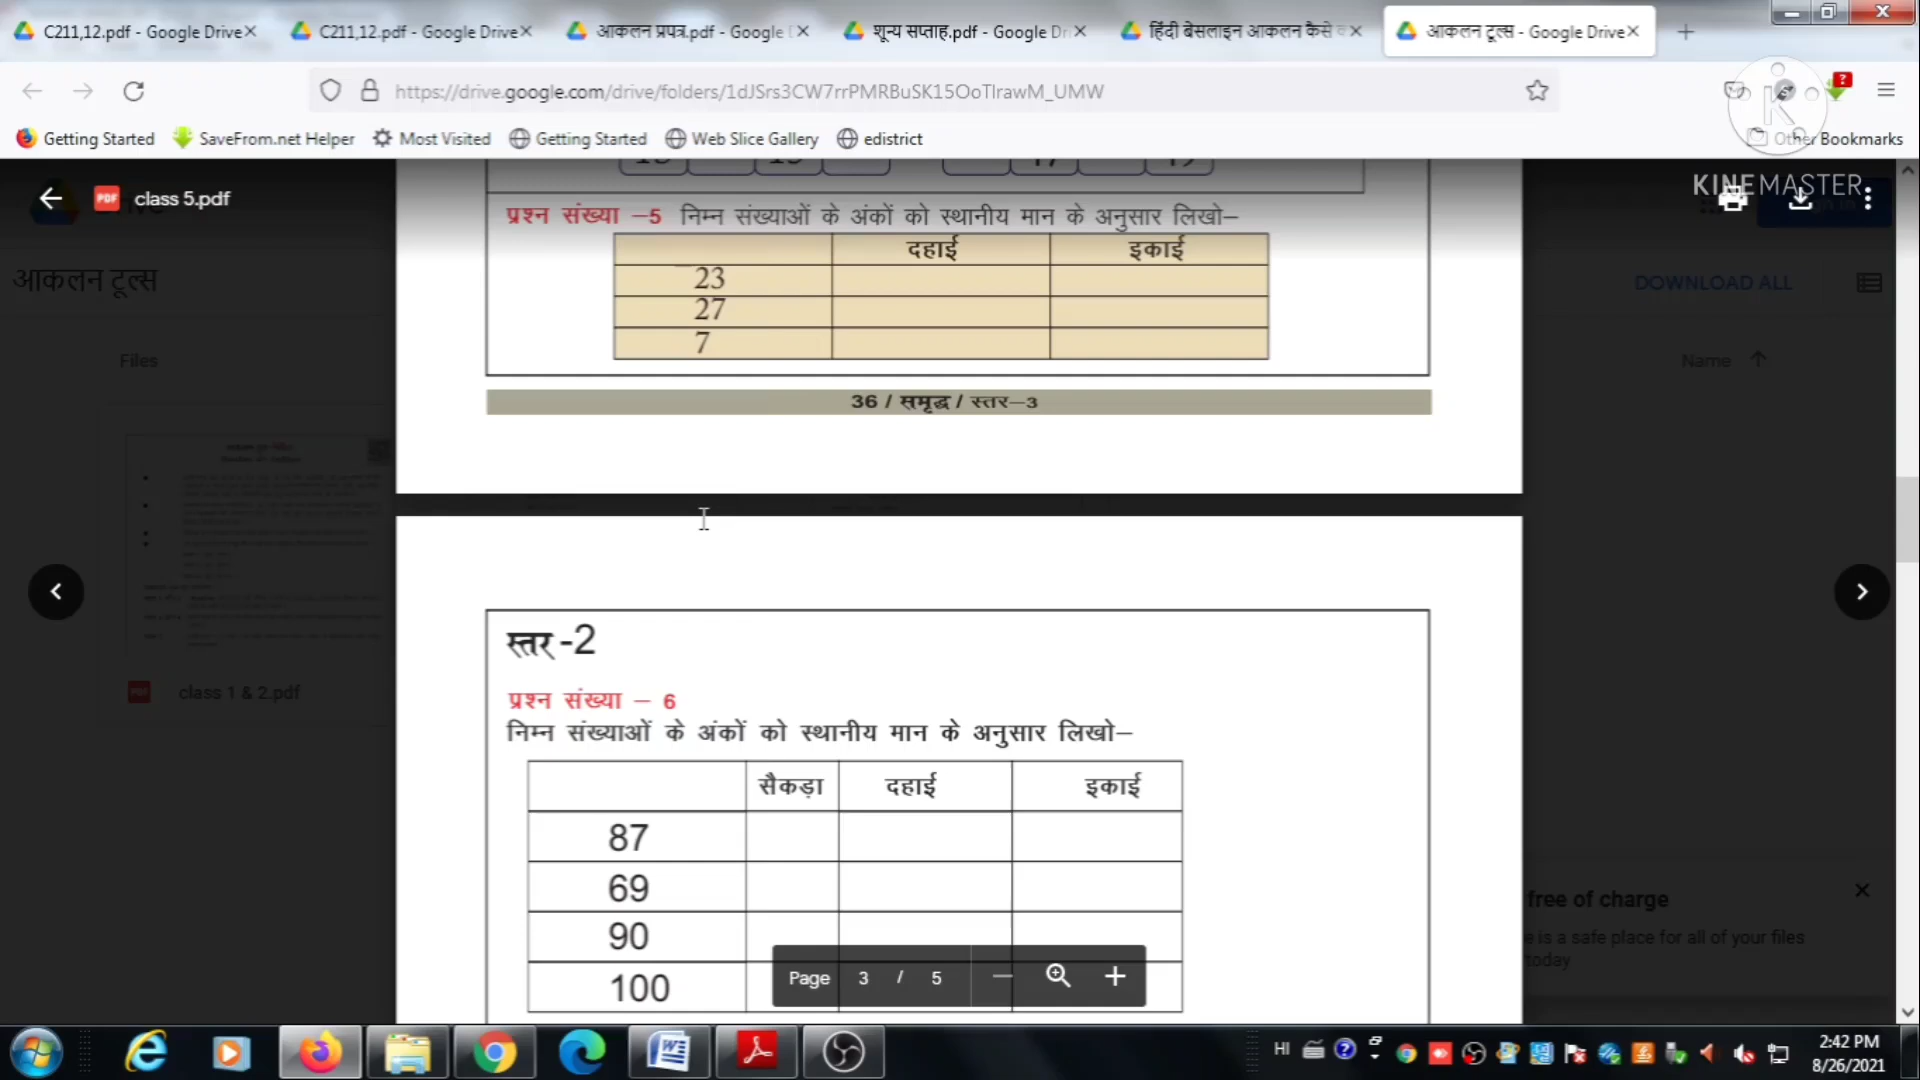 C211,12.pdf - Google Drive
C211,12.pdf - Google Drive
आकलन प्रपत्र.pdf - Google
शून्य सप्ताह.pdf - Google Dr
हिंदी बेसलाइन आकलन कैसे
आकलन टूल्स - Google Drive
https://drive.google.com/drive/folders/1dJSrs3CW7rrPMRBuSK15OoTlrawM_UMW
Getting Started
SaveFrom.net Helper
Most Visited
Getting Started
Web Slice Gallery
edistrict
Other Bookmarks
KINEMASTER
class 5.pdf
आकलन टूल्स
DOWNLOAD ALL
Files
Name
प्रश्न संख्या –5 निम्न संख्याओं के अंकों को स्थानीय मान के अनुसार लिखो–
दहाई इकाई
23
27
7
36 / समृद्ध / स्तर–3
स्तर -2
प्रश्न संख्या – 6
निम्न संख्याओं के अंकों को स्थानीय मान के अनुसार लिखो–
सैकड़ा दहाई इकाई
87
69
90
100
class 1 & 2.pdf
free of charge
is a safe place for all of your files
today
Page 3 / 5
HI
2:42 PM
8/26/2021